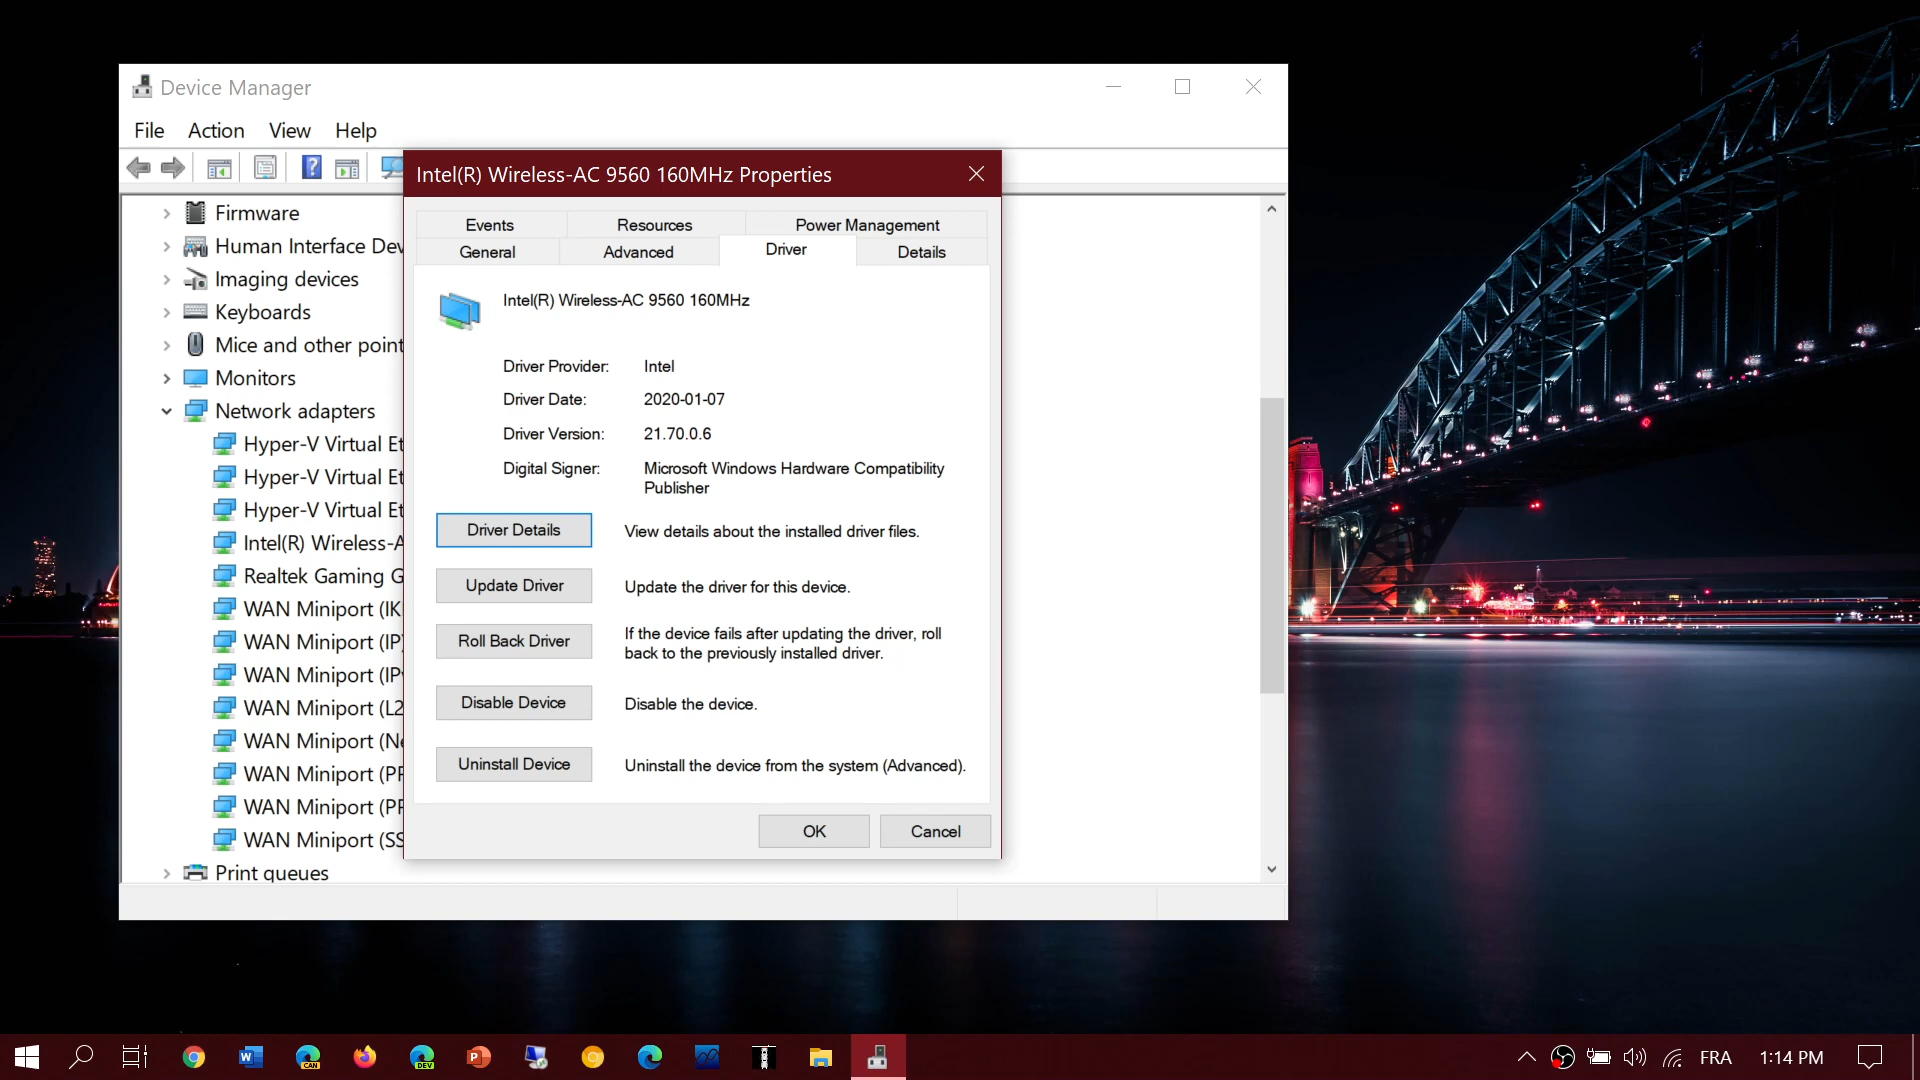 Device Manager
File Action View Help
Intel(R) Wireless-AC 9560 160MHz Properties
Events Resources Power Management
General Advanced Driver Details
Firmware
Human Interface Dev
Imaging devices
Keyboards
Mice and other point
Monitors
Network adapters
Hyper-V Virtual Et
Hyper-V Virtual Et
Hyper-V Virtual Et
Intel(R) Wireless-A
Realtek Gaming G
WAN Miniport (IK
WAN Miniport (IP)
WAN Miniport (IPv
WAN Miniport (L2
WAN Miniport (Ne
WAN Miniport (PP
WAN Miniport (PP
WAN Miniport (SS
Print queues
Intel(R) Wireless-AC 9560 160MHz
Driver Provider: Intel
Driver Date: 2020-01-07
Driver Version: 21.70.0.6
Digital Signer: Microsoft Windows Hardware Compatibility
Publisher
Driver Details View details about the installed driver files.
Update Driver Update the driver for this device.
Roll Back Driver If the device fails after updating the driver, roll
back to the previously installed driver.
Disable Device Disable the device.
Uninstall Device Uninstall the device from the system (Advanced).
OK Cancel
CAN DEV FRA 1:14 PM